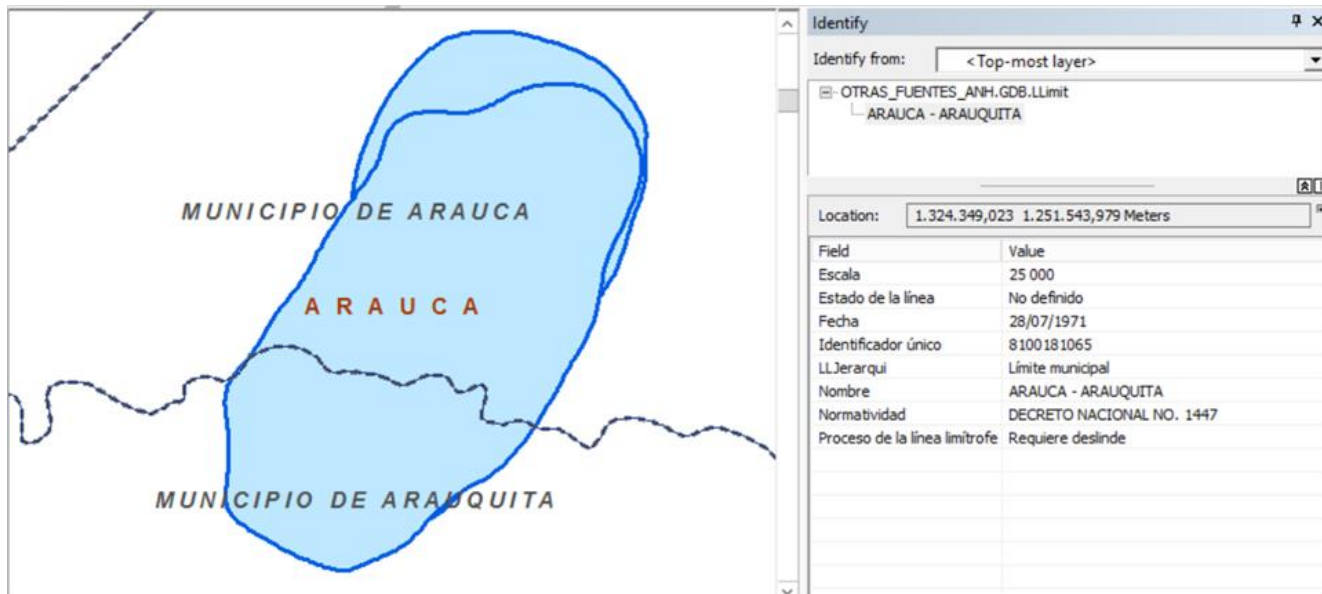 MUNICIPIO DE ARAUCA
ARAUCA
MUNICIPIO DE ARAUQUITA
Identify
Identify from: <Top-most layer>
OTRAS_FUENTES_ANH.GDB.LLimit
ARAUCA - ARAUQUITA
Location: 1.324.349,023 1.251.543,979 Meters
Field Value
Escala 25 000
Estado de la línea No definido
Fecha 28/07/1971
Identificador único 8100181065
LLJerarqui Límite municipal
Nombre ARAUCA - ARAUQUITA
Normatividad DECRETO NACIONAL NO. 1447
Proceso de la línea limítrofe Requiere deslinde